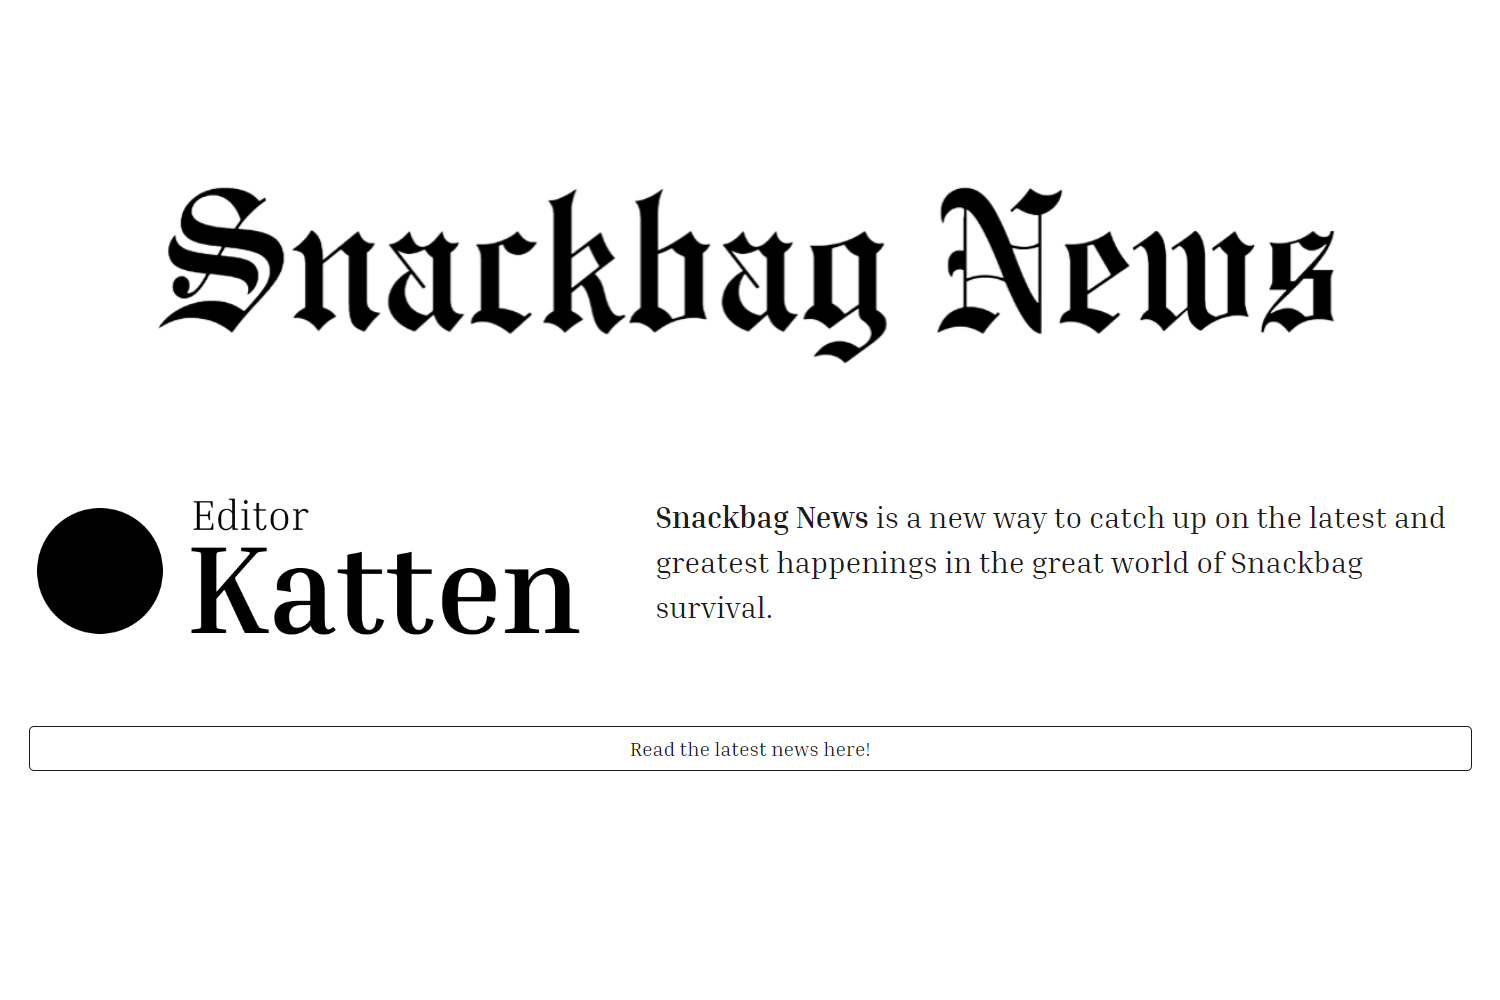 Snackbag News
Editor
Katten
Snackbag News is a new way to catch up on the latest and
greatest happenings in the great world of Snackbag
survival.
Read the latest news here!